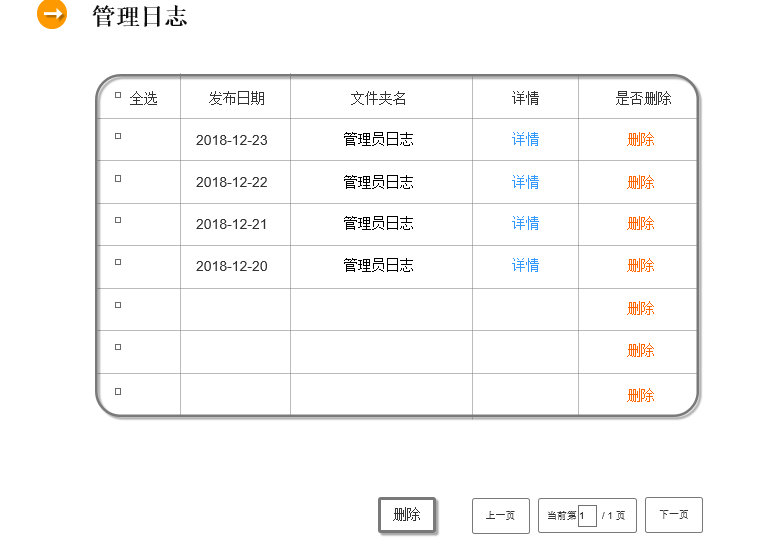 管理日志
全选 发布日期 文件夹名 详情 是否删除
2018-12-23 管理员日志 详情 删除
2018-12-22 管理员日志 详情 删除
2018-12-21 管理员日志 详情 删除
2018-12-20 管理员日志 详情 删除
删除
删除
删除
删除 上一页 当前第1 / 1 页 下一页